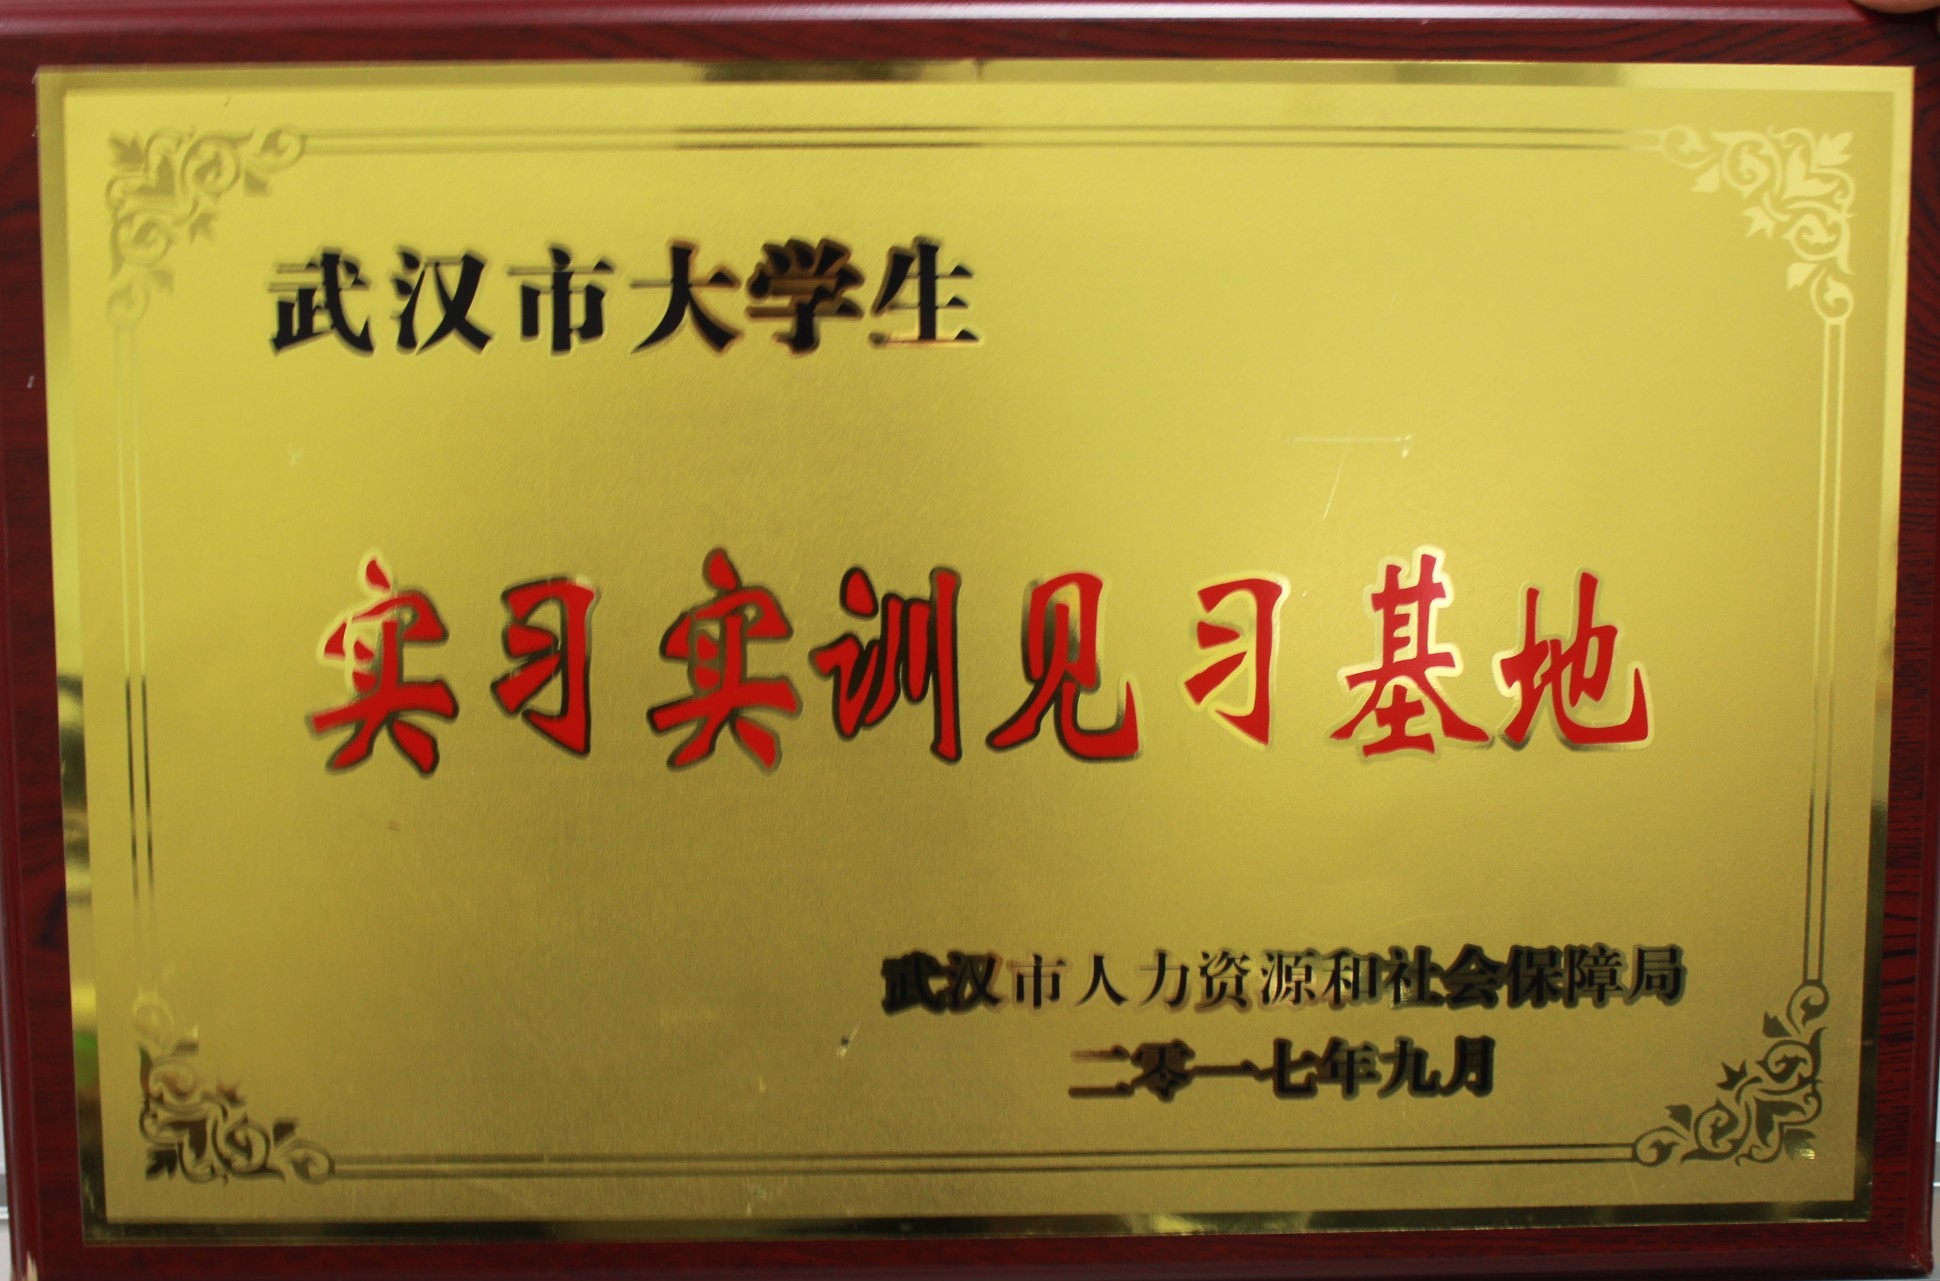 武汉市大学生
实习实训见习基地
武汉市人力资源和社会保障局
二零一七年九月